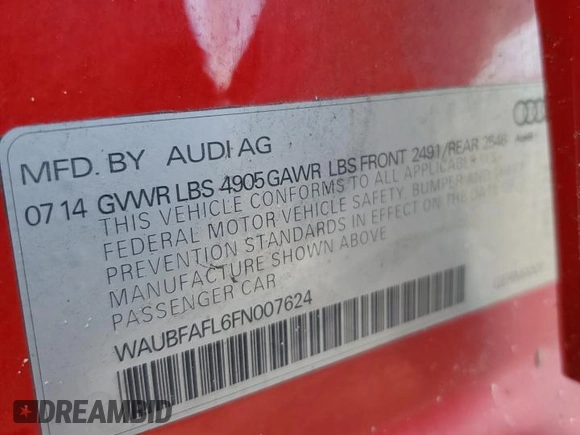 MFD. BY AUDI AG
07 14 GVWR LBS 4905 GAWR LBS FRONT 2491/REAR 2546
THIS VEHICLE CONFORMS TO ALL APPLICABLE U.S.
FEDERAL MOTOR VEHICLE SAFETY, BUMPER AND THEFT
PREVENTION STANDARDS IN EFFECT ON THE DATE OF
MANUFACTURE SHOWN ABOVE
PASSENGER CAR
GERMANY
WAUBFAFL6FN007624
DREAMBID